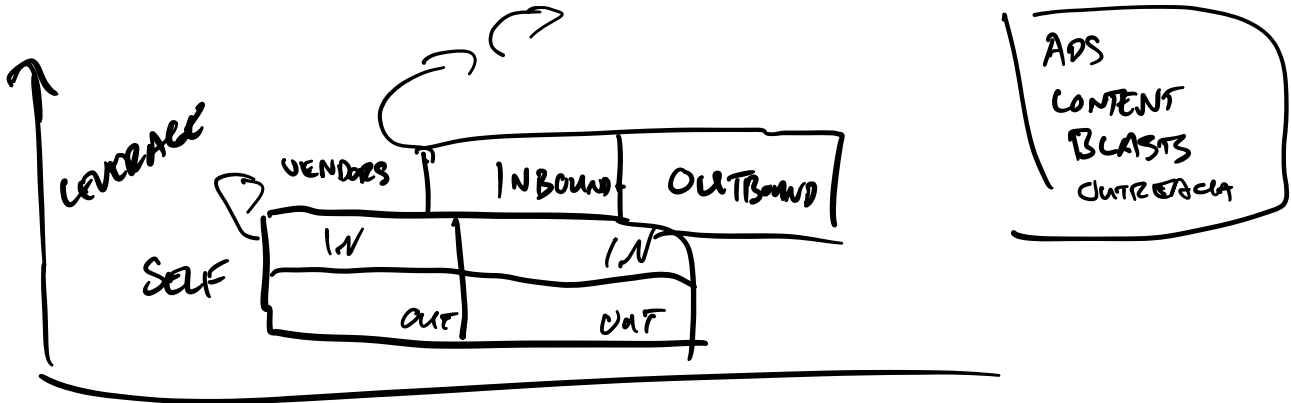 LEVERAGE
VENDORS INBOUND OUTBOUND
SELF IN IN
OUT OUT
ADS
CONTENT
BLASTS
OUTREACH